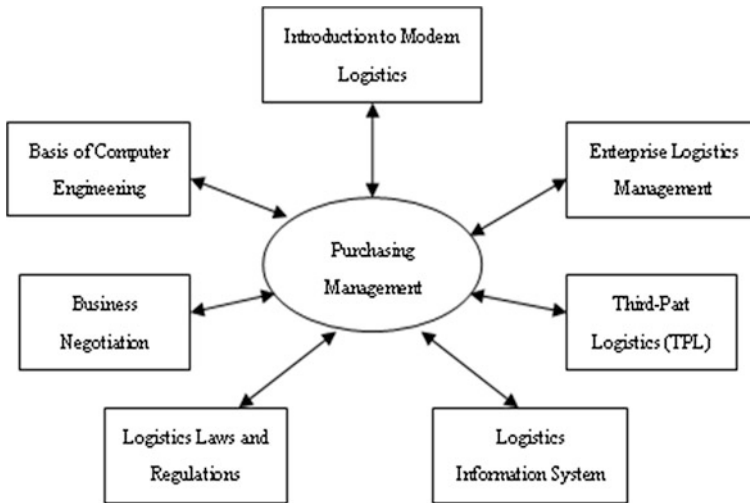 Introduction to Modern
Logistics
Basis of Computer
Engineering
Enterprise Logistics
Management
Purchasing
Management
Business
Negotiation
Third-Part
Logistics (TPL)
Logistics Laws and
Regulations
Logistics
Information System